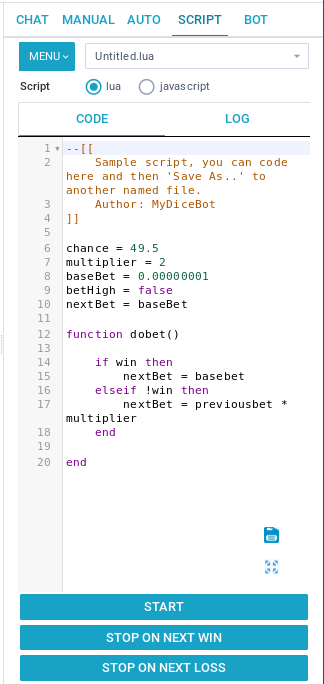 CHAT MANUAL AUTO SCRIPT BOT
MENU Untitled.lua
Script lua javascript
CODE LOG
1 --[[
2 Sample script, you can code
here and then 'Save As..' to
another named file.
3 Author: MyDiceBot
4 ]]
5
6 chance = 49.5
7 multiplier = 2
8 baseBet = 0.00000001
9 betHigh = false
10 nextBet = baseBet
11
12 function dobet()
13
14 if win then
15 nextBet = basebet
16 elseif !win then
17 nextBet = previousbet *
multiplier
18 end
19
20 end
START
STOP ON NEXT WIN
STOP ON NEXT LOSS